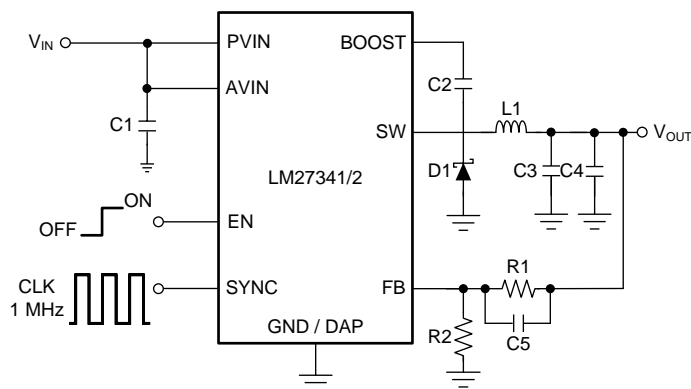 VIN
PVIN
BOOST
C2
AVIN
L1
C1
SW
VOUT
D1
C3
C4
LM27341/2
ON
OFF
EN
CLK
1 MHz
SYNC
FB
R1
GND / DAP
R2
C5